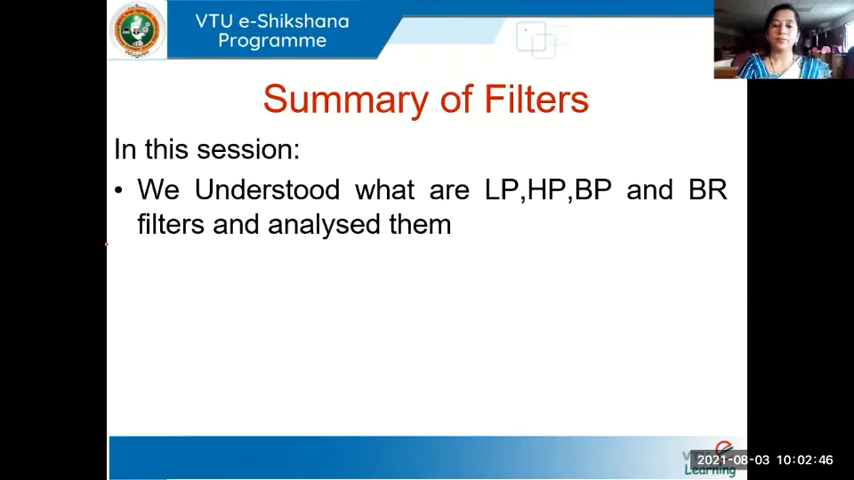 VTU e-Shikshana
Programme
Summary of Filters
In this session:
• We Understood what are LP,HP,BP and BR
filters and analysed them
2021-08-03 10:02:46
Learning